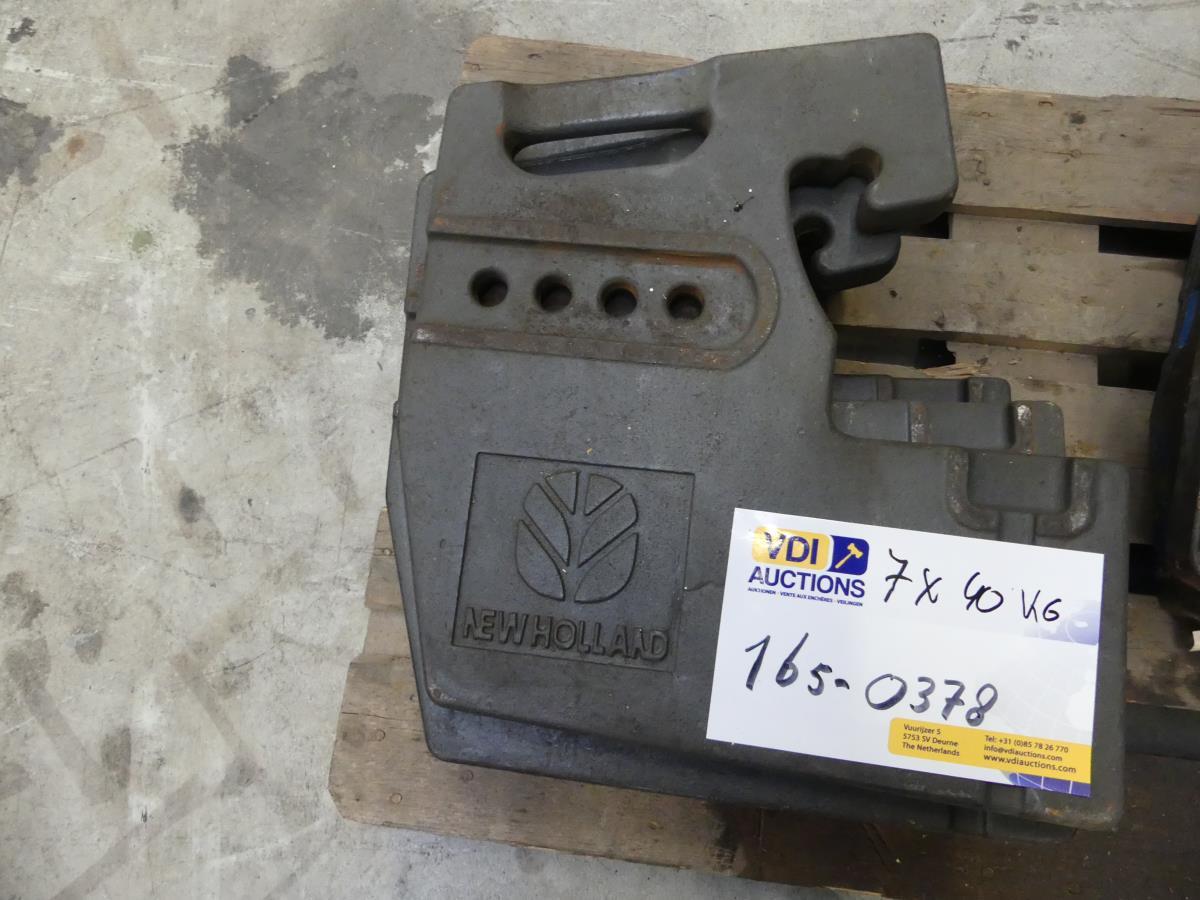 NEW HOLLAND
VDI
AUCTIONS
AUKTIONEN - VENTE AUX ENCHÈRES - VEILINGEN
7 X 40 KG
165-0378
Vuurijzer 5
5753 SV Deurne
The Netherlands
Tel: +31 (0)85 78 26 770
info@vdiauctions.com
www.vdiauctions.com